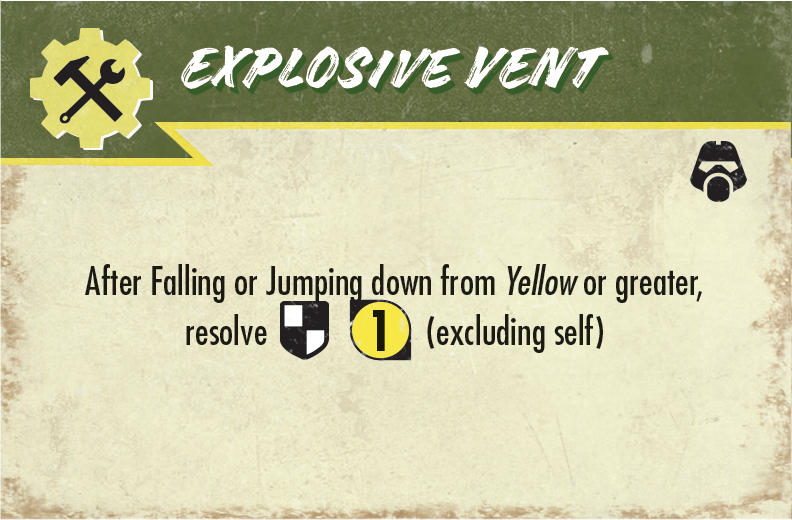 EXPLOSIVE VENT
After Falling or Jumping down from Yellow or greater,
resolve 1 (excluding self)